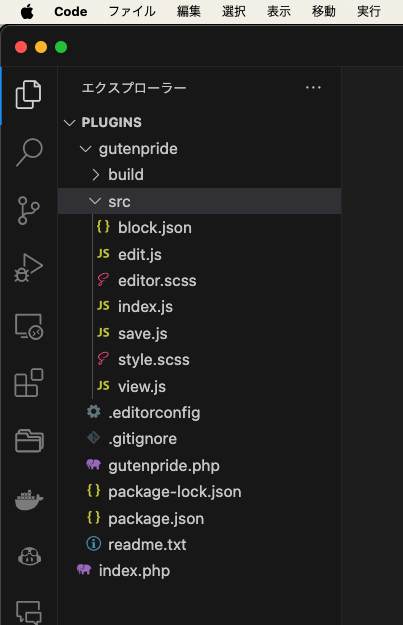 Code ファイル 編集 選択 表示 移動 実行
エクスプローラー ...
PLUGINS
gutenpride
build
src
{} block.json
JS edit.js
editor.scss
JS index.js
JS save.js
style.scss
JS view.js
.editorconfig
.gitignore
gutenpride.php
{} package-lock.json
{} package.json
readme.txt
index.php